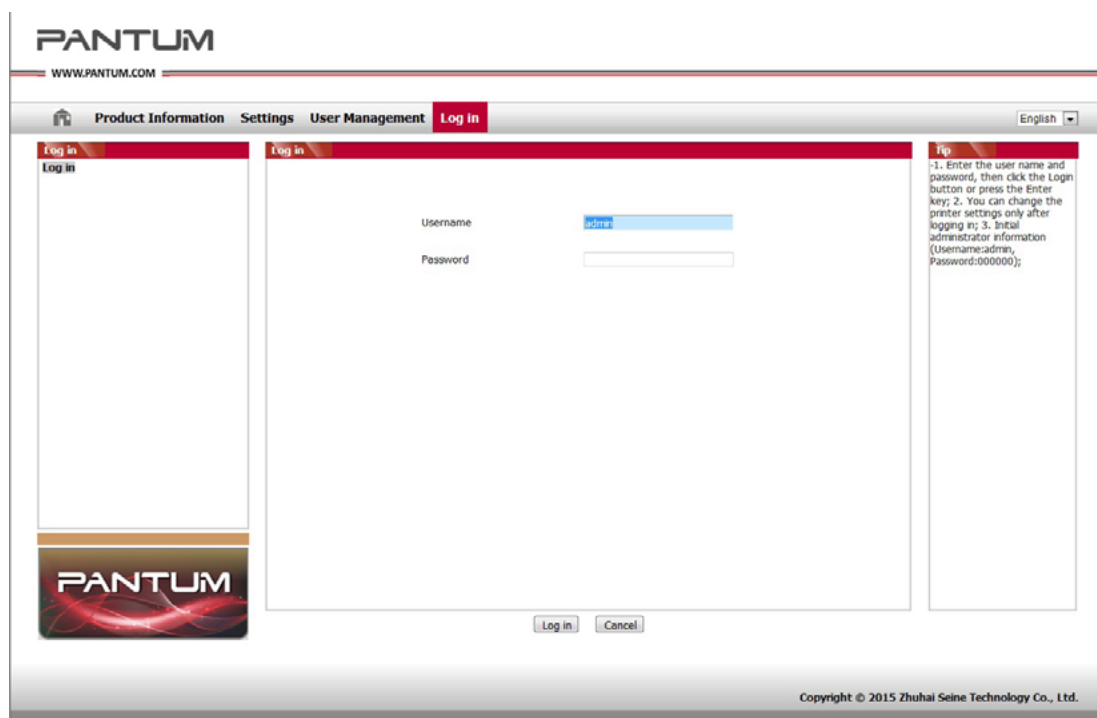 PANTUM
WWW.PANTUM.COM
Product Information Settings User Management Log in
English
Log in
Log in
Log in
Username
admin
Password
Tip
-1. Enter the user name and
password, then click the Login
button or press the Enter
key; 2. You can change the
printer settings only after
logging in; 3. Initial
administrator information
(Username:admin,
Password:000000);
PANTUM
Log in Cancel
Copyright © 2015 Zhuhai Seine Technology Co., Ltd.